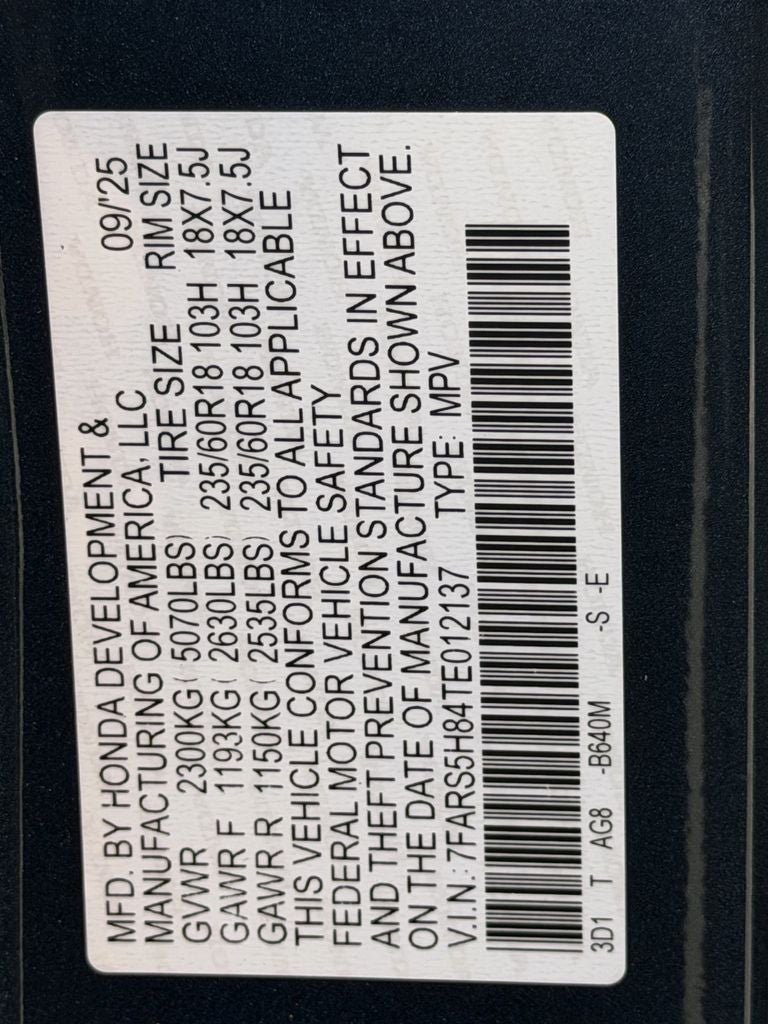 MFD. BY HONDA DEVELOPMENT &
MANUFACTURING OF AMERICA, LLC 09/'25
GVWR 2300KG ( 5070LBS) TIRE SIZE RIM SIZE
GAWR F 1193KG ( 2630LBS) 235/60R18 103H 18X7.5J
GAWR R 1150KG ( 2535LBS) 235/60R18 103H 18X7.5J
THIS VEHICLE CONFORMS TO ALL APPLICABLE
FEDERAL MOTOR VEHICLE SAFETY
AND THEFT PREVENTION STANDARDS IN EFFECT
ON THE DATE OF MANUFACTURE SHOWN ABOVE.
V.I.N.: 7FARS5H84TE012137 TYPE: MPV
3D1 T AG8 -B640M -S -E